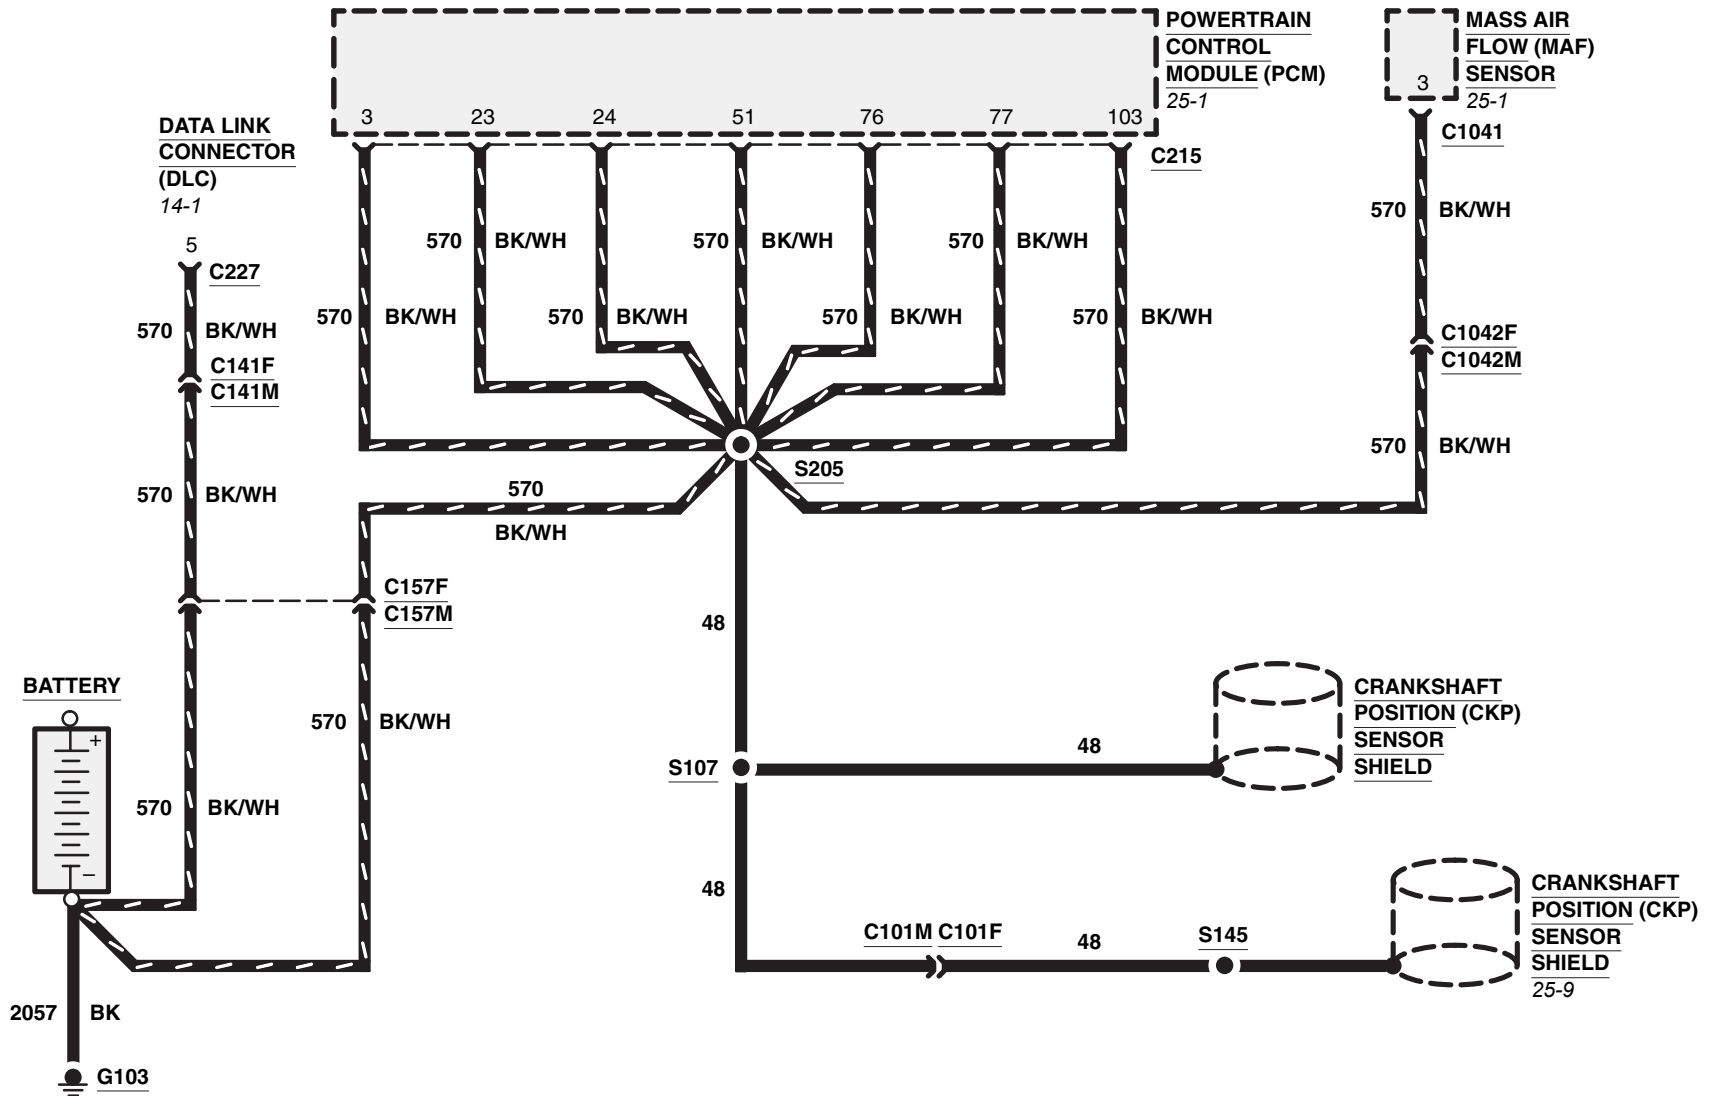 POWERTRAIN
CONTROL
MODULE (PCM)
25-1
MASS AIR
FLOW (MAF)
SENSOR
25-1
3
3 23 24 51 76 77 103
C215
C1041
DATA LINK
CONNECTOR
(DLC)
14-1
5
C227
570 BK/WH
570 BK/WH
570 BK/WH
570 BK/WH
570 BK/WH
570 BK/WH
570 BK/WH
570 BK/WH
570 BK/WH
570 BK/WH
C141F
C141M
C1042F
C1042M
570 BK/WH
S205
570 BK/WH
570
BK/WH
C157F
C157M
48
BATTERY
+
–
570 BK/WH
570 BK/WH
S107
48
CRANKSHAFT
POSITION (CKP)
SENSOR
SHIELD
48
C101M C101F
48
S145
CRANKSHAFT
POSITION (CKP)
SENSOR
SHIELD
25-9
2057 BK
G103